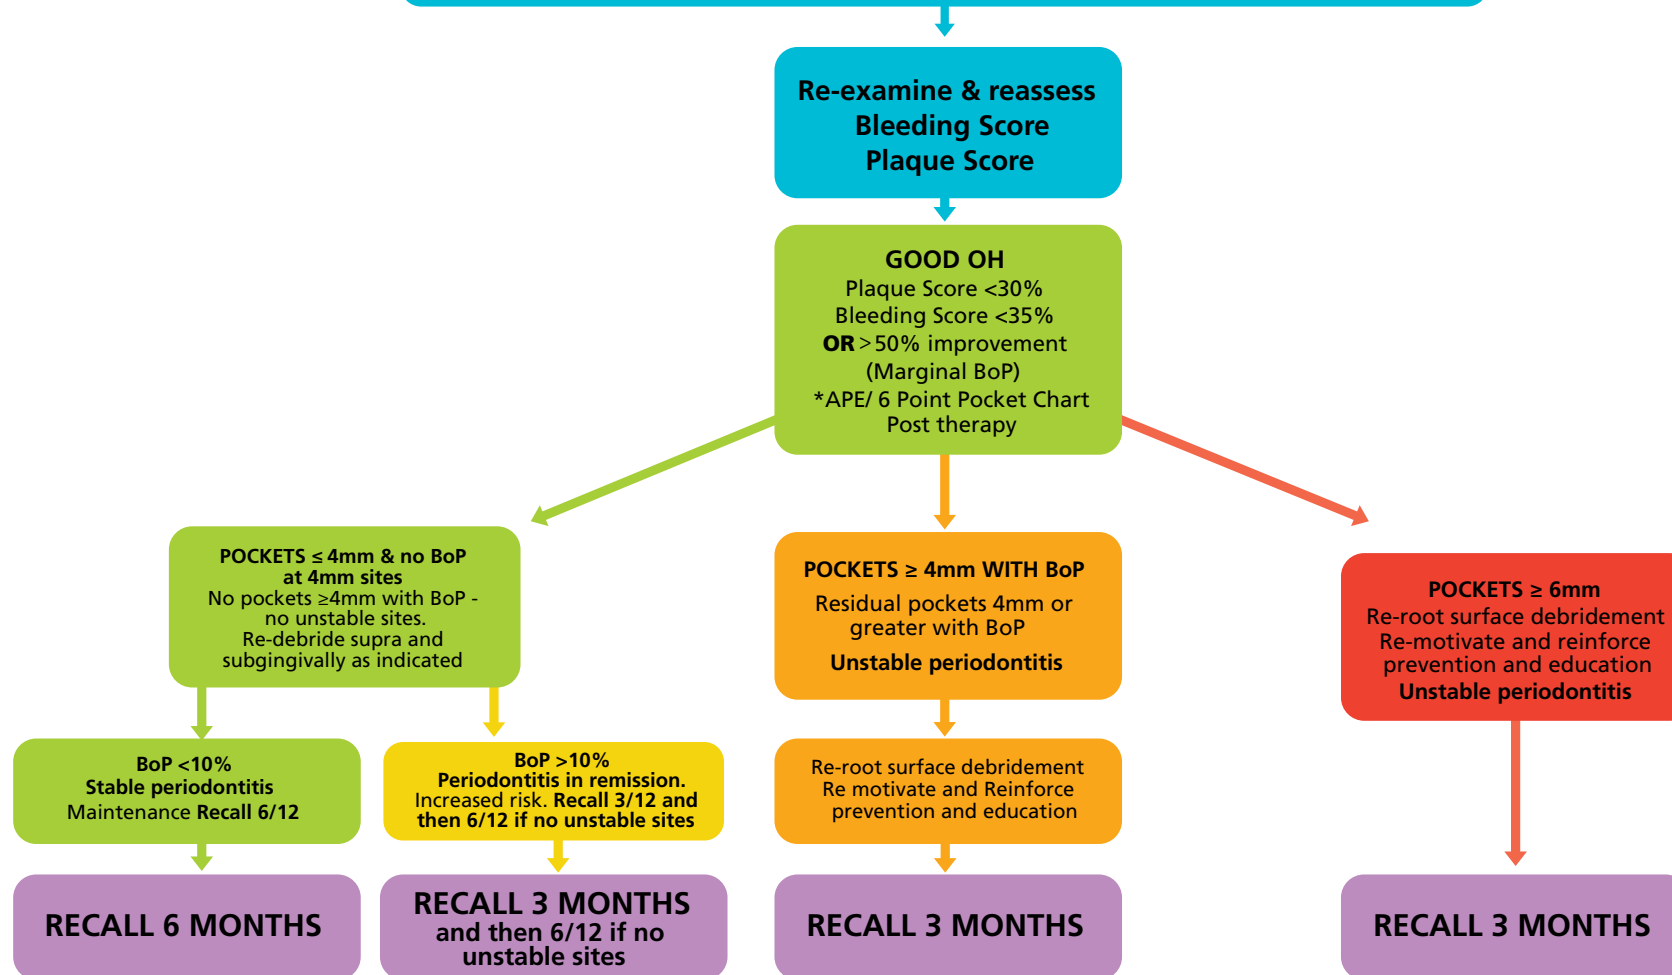 Re-examine & reassess
Bleeding Score
Plaque Score
GOOD OH
Plaque Score <30%
Bleeding Score <35%
OR >50% improvement
(Marginal BoP)
*APE/ 6 Point Pocket Chart
Post therapy
POCKETS ≤ 4mm & no BoP
at 4mm sites
No pockets ≥4mm with BoP -
no unstable sites.
Re-debride supra and
subgingivally as indicated
POCKETS ≥ 4mm WITH BoP
Residual pockets 4mm or
greater with BoP
Unstable periodontitis
POCKETS ≥ 6mm
Re-root surface debridement
Re-motivate and reinforce
prevention and education
Unstable periodontitis
BoP <10%
Stable periodontitis
Maintenance Recall 6/12
BoP >10%
Periodontitis in remission.
Increased risk. Recall 3/12 and
then 6/12 if no unstable sites
Re-root surface debridement
Re motivate and Reinforce
prevention and education
RECALL 6 MONTHS
RECALL 3 MONTHS
and then 6/12 if no
unstable sites
RECALL 3 MONTHS
RECALL 3 MONTHS